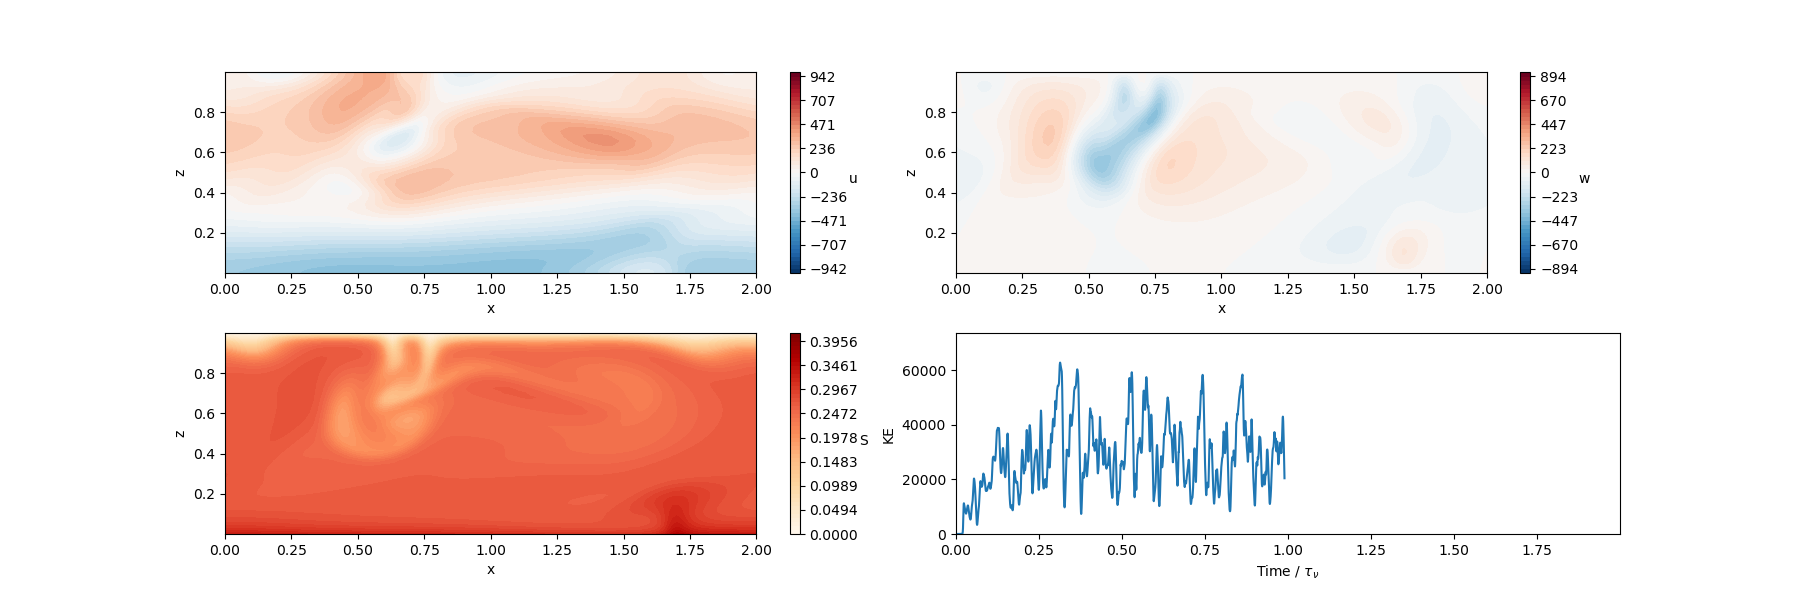 0.8
0.6
0.4
0.2
z
0.00 0.25 0.50 0.75 1.00 1.25 1.50 1.75 2.00
x
942
707
471
236
0
−236
−471
−707
−942
u
0.8
0.6
0.4
0.2
z
0.00 0.25 0.50 0.75 1.00 1.25 1.50 1.75 2.00
x
894
670
447
223
0
−223
−447
−670
−894
w
0.8
0.6
0.4
0.2
z
0.00 0.25 0.50 0.75 1.00 1.25 1.50 1.75 2.00
x
0.3956
0.3461
0.2967
0.2472
0.1978
0.1483
0.0989
0.0494
0.0000
S
60000
40000
20000
0
KE
0.00 0.25 0.50 0.75 1.00 1.25 1.50 1.75
Time / τν